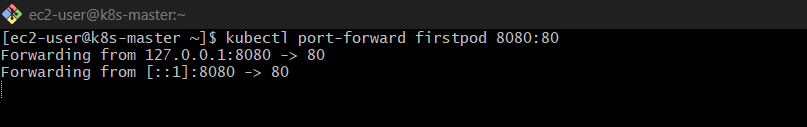 ec2-user@k8s-master:~
[ec2-user@k8s-master ~]$ kubectl port-forward firstpod 8080:80
Forwarding from 127.0.0.1:8080 -> 80
Forwarding from [::1]:8080 -> 80